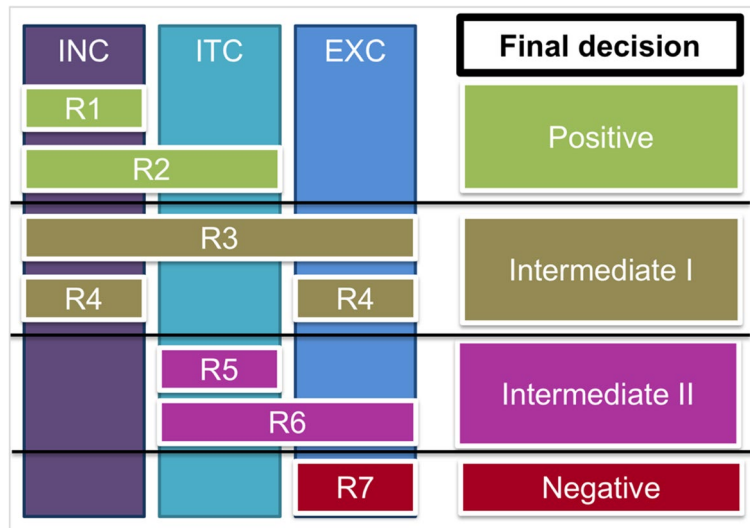 INC ITC EXC Final decision
R1
Positive
R2
R3
Intermediate I
R4 R4
R5
Intermediate II
R6
R7 Negative